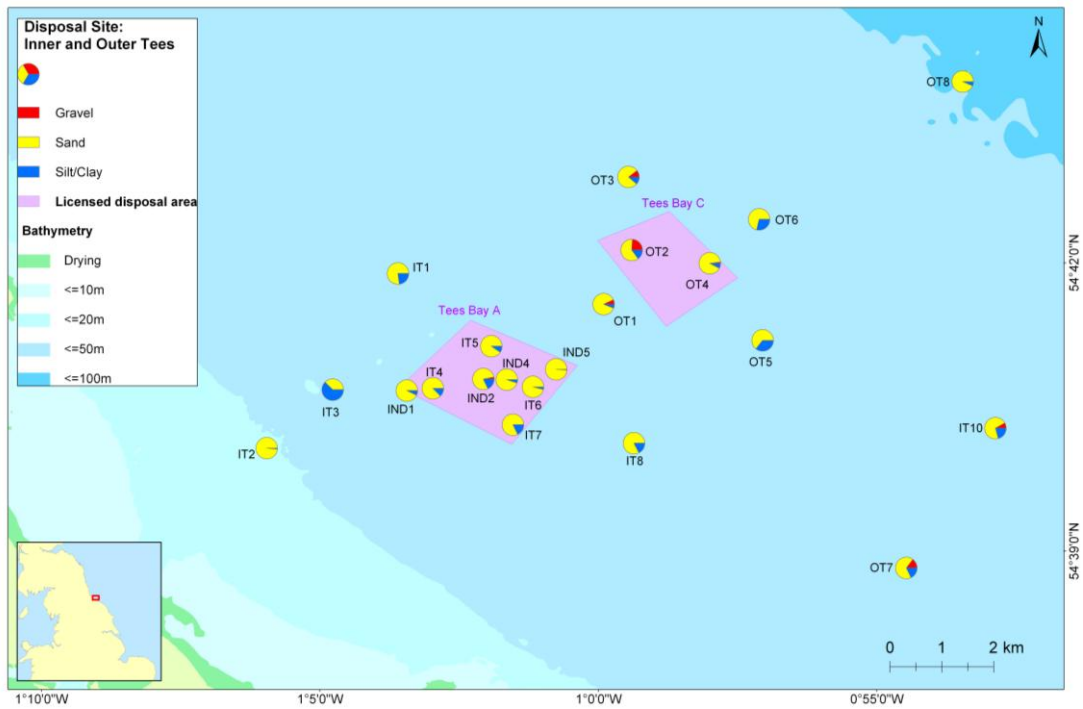 Disposal Site:
Inner and Outer Tees
Gravel
Sand
Silt/Clay
Licensed disposal area
Bathymetry
Drying
<=10m
<=20m
<=50m
<=100m
N
OT8
OT3
Tees Bay C
OT6
OT2
OT4
IT1
OT1
Tees Bay A
OT5
IT5
IND5
IND4
IT4
IND2
IT6
IND1
IT3
IT7
IT2
IT8
IT10
OT7
54°42'0"N
54°39'0"N
0 1 2 km
1°10'0"W 1°5'0"W 1°0'0"W 0°55'0"W